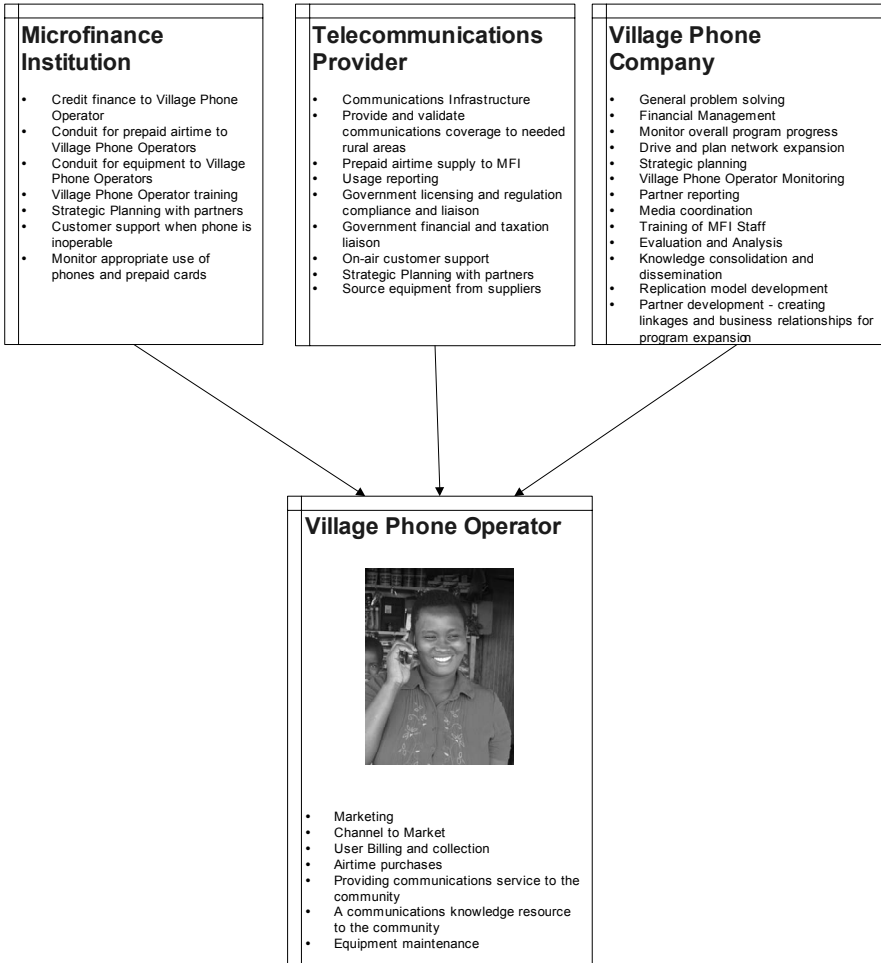 Microfinance
Institution
• Credit finance to Village Phone
Operator
• Conduit for prepaid airtime to
Village Phone Operators
• Conduit for equipment to Village
Phone Operators
• Village Phone Operator training
• Strategic Planning with partners
• Customer support when phone is
inoperable
• Monitor appropriate use of
phones and prepaid cards
Telecommunications
Provider
• Communications Infrastructure
• Provide and validate
communications coverage to needed
rural areas
• Prepaid airtime supply to MFI
• Usage reporting
• Government licensing and regulation
compliance and liaison
• Government financial and taxation
liaison
• On-air customer support
• Strategic Planning with partners
• Source equipment from suppliers
Village Phone
Company
• General problem solving
• Financial Management
• Monitor overall program progress
• Drive and plan network expansion
• Strategic planning
• Village Phone Operator Monitoring
• Partner reporting
• Media coordination
• Training of MFI Staff
• Evaluation and Analysis
• Knowledge consolidation and
dissemination
• Replication model development
• Partner development - creating
linkages and business relationships for
program expansion
Village Phone Operator
• Marketing
• Channel to Market
• User Billing and collection
• Airtime purchases
• Providing communications service to the
community
• A communications knowledge resource
to the community
• Equipment maintenance